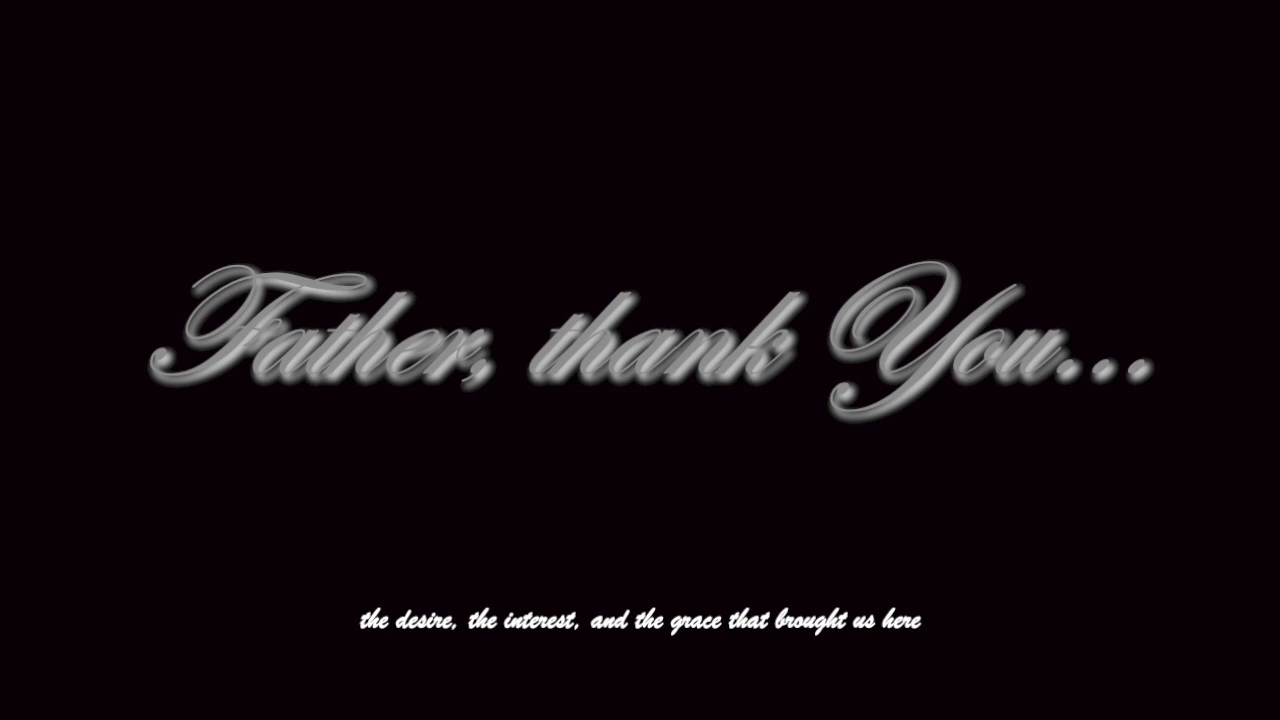 Father, thank You...
the desire, the interest, and the grace that brought us here